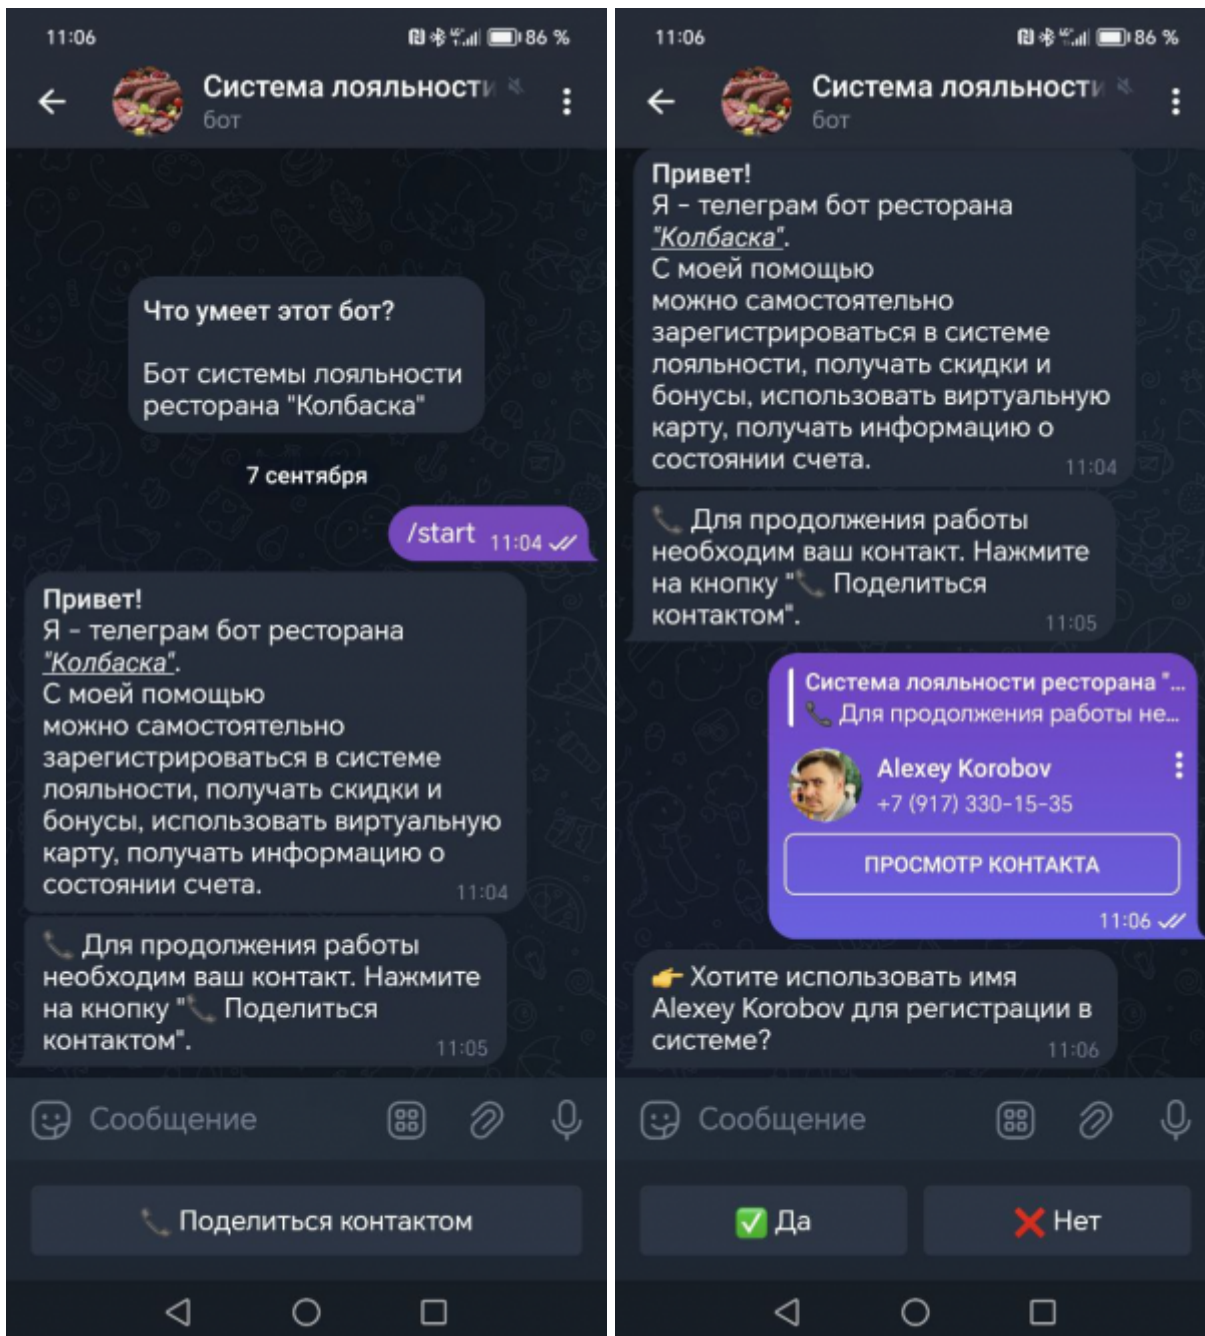 11:06
86 %
Система лояльности
бот
Что умеет этот бот?
Бот системы лояльности
ресторана "Колбаска"
7 сентября
/start 11:04
Привет!
Я – телеграм бот ресторана
"Колбаска".
С моей помощью
можно самостоятельно
зарегистрироваться в системе
лояльности, получать скидки и
бонусы, использовать виртуальную
карту, получать информацию о
состоянии счета. 11:04
📞 Для продолжения работы
необходим ваш контакт. Нажмите
на кнопку "📞 Поделиться
контактом". 11:05
Сообщение
📞 Поделиться контактом
11:06
86 %
Система лояльности
бот
Привет!
Я – телеграм бот ресторана
"Колбаска".
С моей помощью
можно самостоятельно
зарегистрироваться в системе
лояльности, получать скидки и
бонусы, использовать виртуальную
карту, получать информацию о
состоянии счета. 11:04
📞 Для продолжения работы
необходим ваш контакт. Нажмите
на кнопку "📞 Поделиться
контактом". 11:05
Система лояльности ресторана "...
📞 Для продолжения работы не...
Alexey Korobov
+7 (917) 330-15-35
ПРОСМОТР КОНТАКТА
11:06
👉 Хотите использовать имя
Alexey Korobov для регистрации в
системе? 11:06
Сообщение
✅ Да
❌ Нет